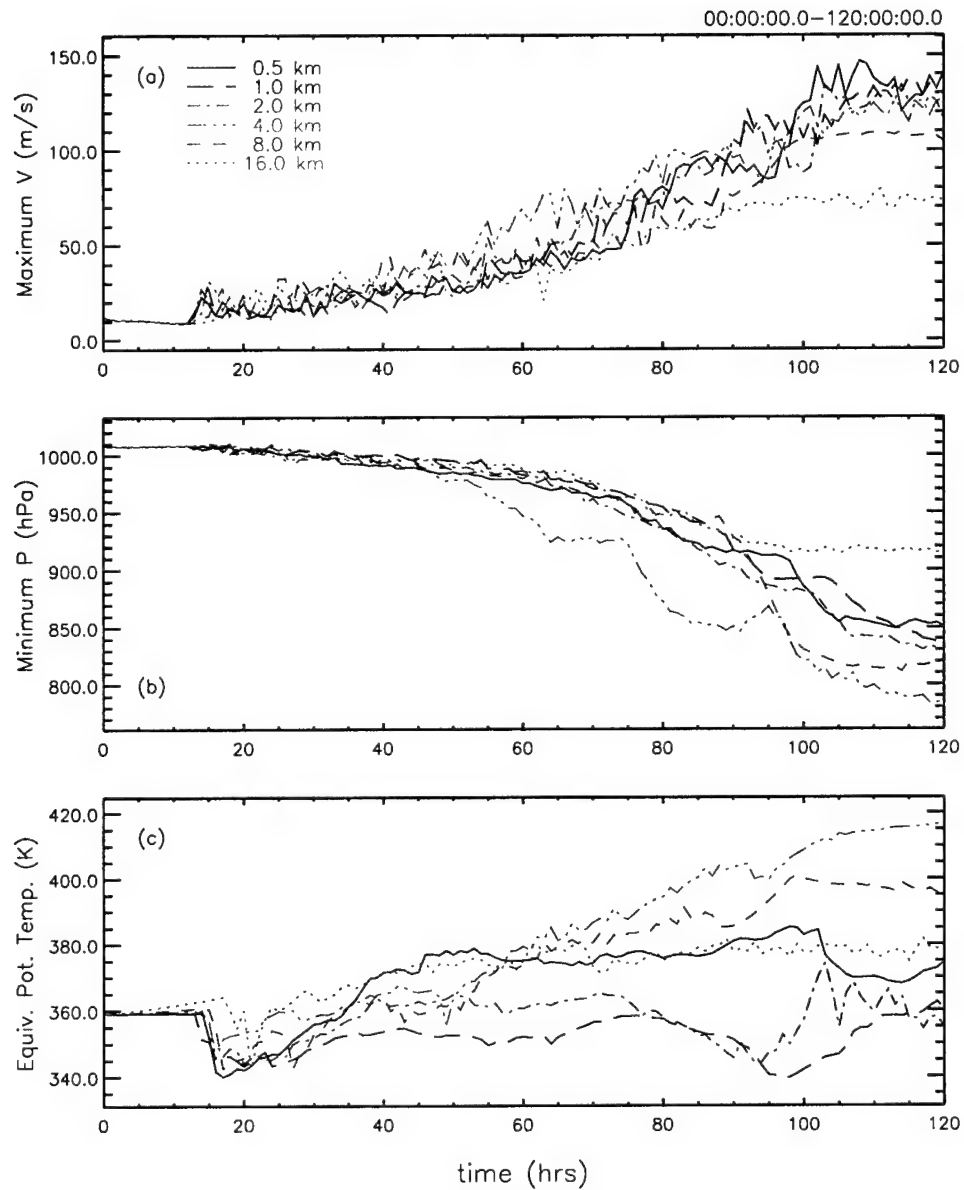 00:00:00.0-120:00:00.0
(a)
0.5 km
1.0 km
2.0 km
4.0 km
8.0 km
16.0 km
Maximum V (m/s)
150.0
100.0
50.0
0.0
0 20 40 60 80 100 120
Minimum P (hPa)
1000.0
950.0
900.0
850.0
800.0
(b)
0 20 40 60 80 100 120
Equiv. Pot. Temp. (K)
(c)
420.0
400.0
380.0
360.0
340.0
0 20 40 60 80 100 120
time (hrs)